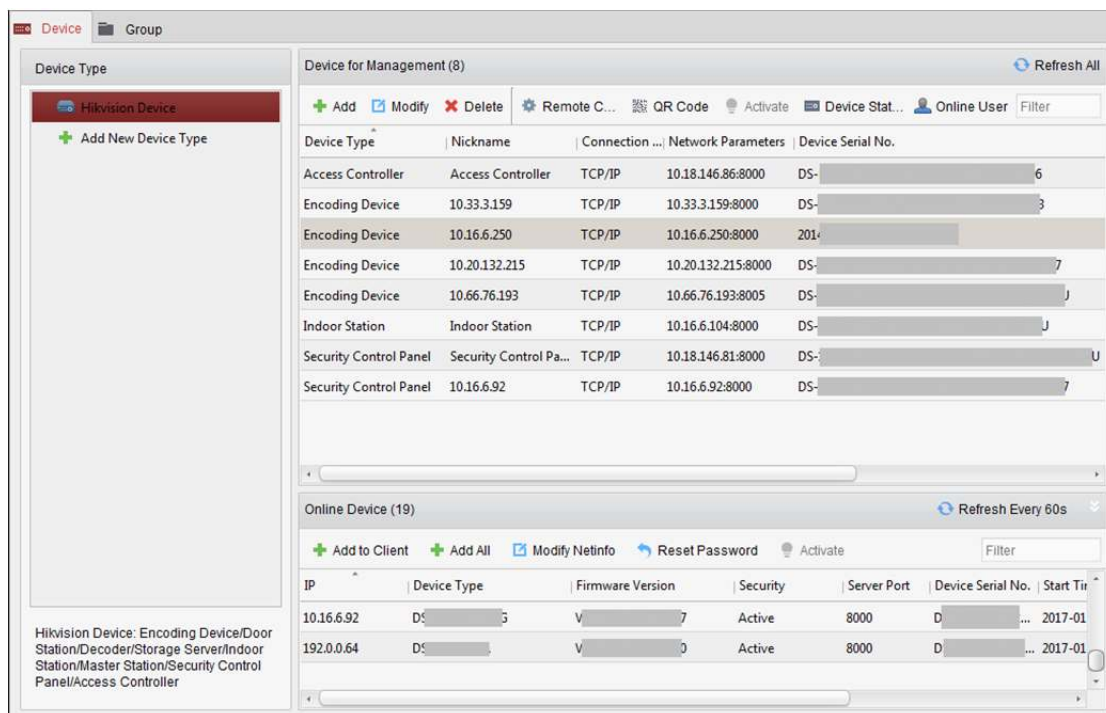 Device Group
Device Type
Hikvision Device
Add New Device Type
Hikvision Device: Encoding Device/Door
Station/Decoder/Storage Server/Indoor
Station/Master Station/Security Control
Panel/Access Controller
Device for Management (8) Refresh All
Add Modify Delete Remote C... QR Code Activate Device Stat... Online User Filter
Device Type Nickname Connection ... Network Parameters Device Serial No.
Access Controller Access Controller TCP/IP 10.18.146.86:8000 DS- 6
Encoding Device 10.33.3.159 TCP/IP 10.33.3.159:8000 DS- 3
Encoding Device 10.16.6.250 TCP/IP 10.16.6.250:8000 2014
Encoding Device 10.20.132.215 TCP/IP 10.20.132.215:8000 DS- 7
Encoding Device 10.66.76.193 TCP/IP 10.66.76.193:8005 DS- U
Indoor Station Indoor Station TCP/IP 10.16.6.104:8000 DS- U
Security Control Panel Security Control Pa... TCP/IP 10.18.146.81:8000 DS- U
Security Control Panel 10.16.6.92 TCP/IP 10.16.6.92:8000 DS- 7
Online Device (19) Refresh Every 60s
Add to Client Add All Modify Netinfo Reset Password Activate Filter
IP Device Type Firmware Version Security Server Port Device Serial No. Start Tir
10.16.6.92 DS G V 7 Active 8000 D ... 2017-01
192.0.0.64 DS V 0 Active 8000 D ... 2017-01